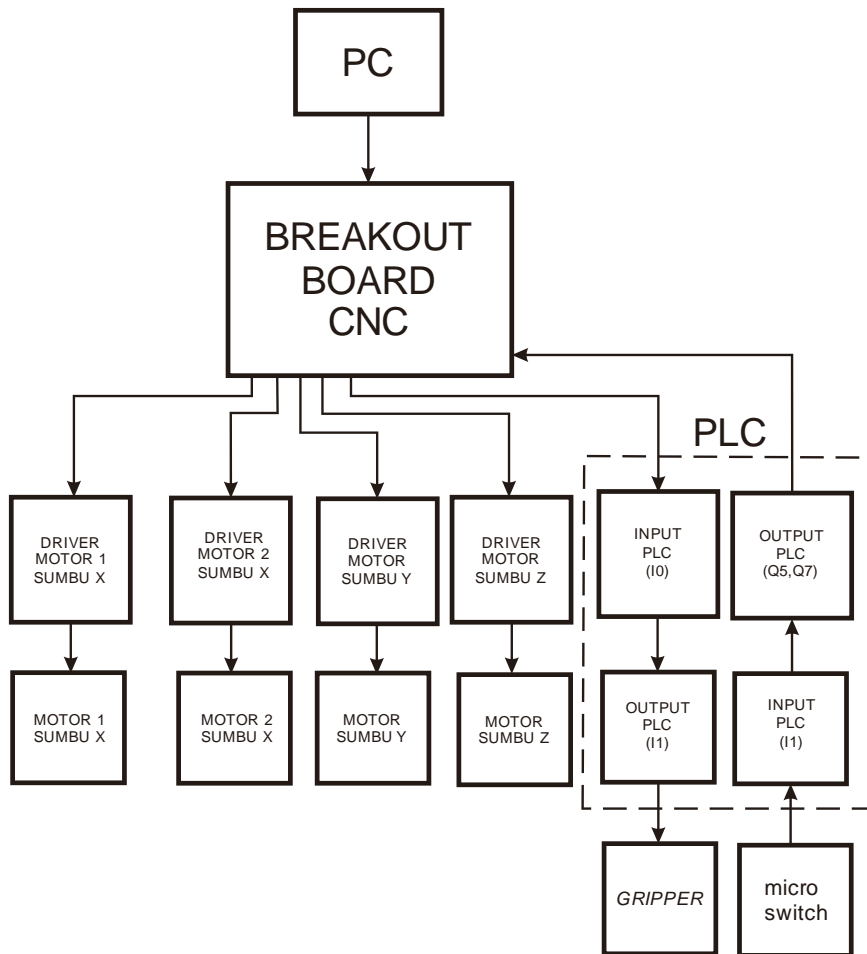 PC
BREAKOUT
BOARD
CNC
PLC
DRIVER
MOTOR 1
SUMBU X
DRIVER
MOTOR 2
SUMBU X
DRIVER
MOTOR
SUMBU Y
DRIVER
MOTOR
SUMBU Z
INPUT
PLC
(I0)
OUTPUT
PLC
(Q5,Q7)
MOTOR 1
SUMBU X
MOTOR 2
SUMBU X
MOTOR
SUMBU Y
MOTOR
SUMBU Z
OUTPUT
PLC
(I1)
INPUT
PLC
(I1)
GRIPPER
micro
switch